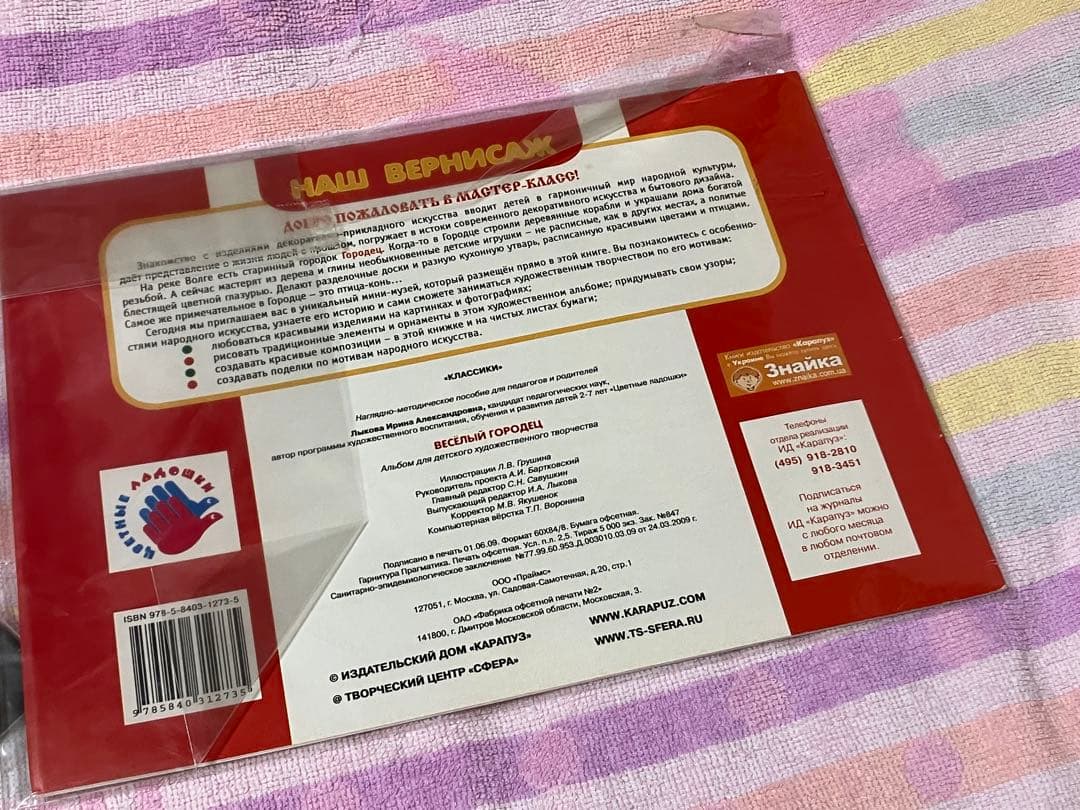 НАШ ВЕРНИСАЖ
ДОБРО ПОЖАЛОВАТЬ В МАСТЕР-КЛАСС!
Знакомство с изделиями декоративно-прикладного искусства вводит детей в гармоничный мир народной культуры,
даёт представление о жизни людей в прошлом, погружает в истоки современного декоративного искусства и бытового дизайна.
На реке Волге есть старинный городок Городец. Когда-то в Городце строили деревянные корабли и украшали дома богатой
резьбой. А сейчас мастерят из дерева и глины необыкновенные детские игрушки – не расписные, как в других местах, а политые
блестящей цветной глазурью. Делают разделочные доски и разную кухонную утварь, расписанную красивыми цветами и птицами.
Самое же примечательное в Городце – это птица-конь...
Сегодня мы приглашаем вас в уникальный мини-музей, который размещён прямо в этой книге. Вы познакомитесь с особенно-
стями народного искусства, узнаете его историю и сами сможете заниматься художественным творчеством по его мотивам:
любоваться красивыми изделиями на картинках и фотографиях;
рисовать традиционные элементы и орнаменты в этом художественном альбоме; придумывать свои узоры;
создавать красивые композиции – в этой книжке и на чистых листах бумаги;
создавать поделки по мотивам народного искусства.
«КЛАССИКИ»
Наглядно-методическое пособие для педагогов и родителей
Лыкова Ирина Александровна, кандидат педагогических наук,
автор программы художественного воспитания, обучения и развития детей 2-7 лет «Цветные ладошки»
ВЕСЁЛЫЙ ГОРОДЕЦ
Альбом для детского художественного творчества
Иллюстрации Л.В. Грушина
Руководитель проекта А.И. Бартковский
Главный редактор С.Н. Савушкин
Выпускающий редактор И.А. Лыкова
Корректор М.В. Якушенок
Компьютерная вёрстка Т.П. Воронина
Подписано в печать 01.06.09. Формат 60Х84/8. Бумага офсетная.
Гарнитура Прагматика. Печать офсетная. Усл. п.л. 2,5. Тираж 5 000 экз. Зак. №847
Санитарно-эпидемиологическое заключение №77.99.60.953.Д.003010.03.09 от 24.03.2009 г.
ООО «Праймс»
127051, г. Москва, ул. Садовая-Самотечная, д.20, стр.1
ОАО «Фабрика офсетной печати №2»
141800, г. Дмитров Московской области, Московская, 3.
© ИЗДАТЕЛЬСКИЙ ДОМ «КАРАПУЗ» WWW.KARAPUZ.COM
@ ТВОРЧЕСКИЙ ЦЕНТР «СФЕРА» WWW.TS-SFERA.RU
ЦВЕТНЫЕ ЛАДОШКИ
ISBN 978-5-8403-1273-5
9 785840 312735
Книги издательство «Карапуз»
в Украине Вы можете купить здесь
Знайка
www.znaika.com.ua
Телефоны
отдела реализации
ИД «Карапуз»:
(495) 918-2810
918-3451
Подписаться
на журналы
ИД «Карапуз» можно
с любого месяца
в любом почтовом
отделении.